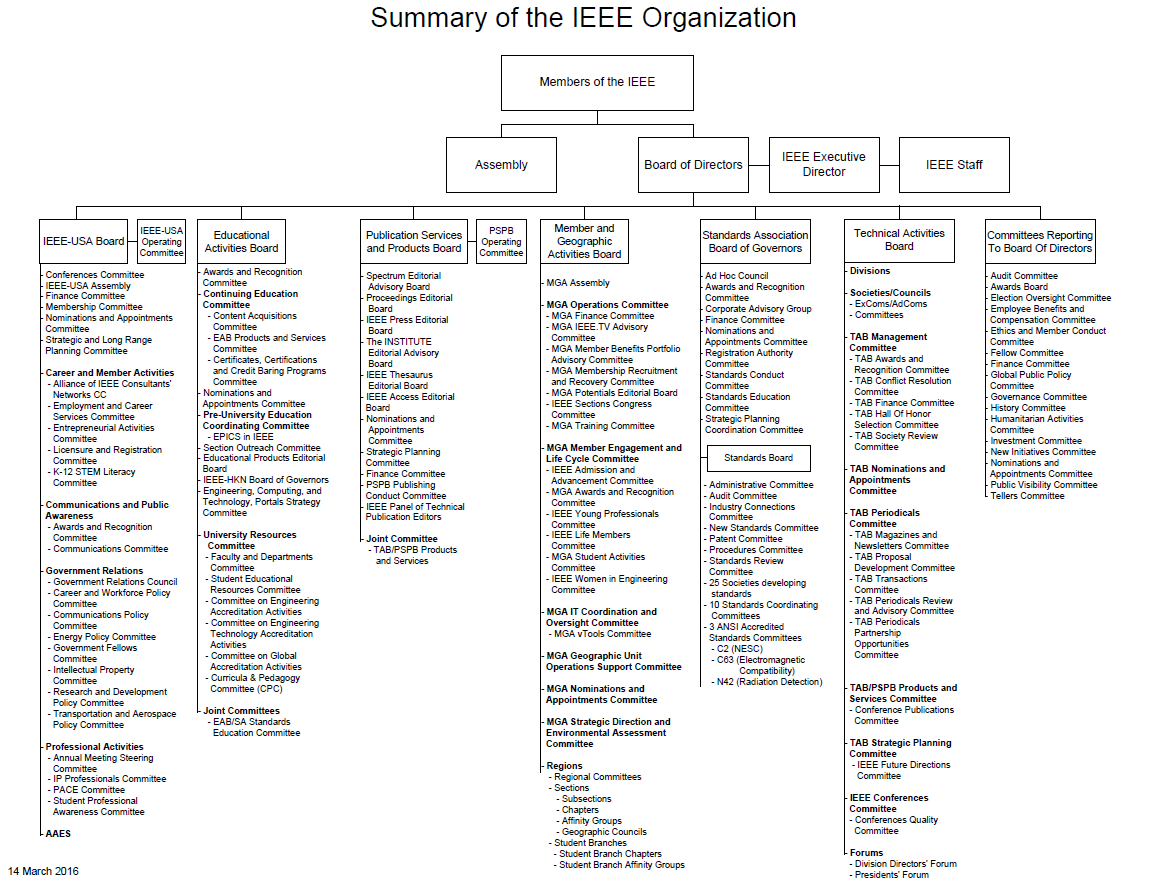 Summary of the IEEE Organization
Members of the IEEE
Assembly
Board of Directors
IEEE Executive
Director
IEEE Staff
IEEE-USA Board
IEEE-USA
Operating
Committee
- Conferences Committee
- IEEE-USA Assembly
- Finance Committee
- Membership Committee
- Nominations and Appointments
Committee
- Strategic and Long Range
Planning Committee
- Career and Member Activities
- Alliance of IEEE Consultants'
Networks CC
- Employment and Career
Services Committee
- Entrepreneurial Activities
Committee
- Licensure and Registration
Committee
- K-12 STEM Literacy
Committee
- Communications and Public
Awareness
- Awards and Recognition
Committee
- Communications Committee
- Government Relations
- Government Relations Council
- Career and Workforce Policy
Committee
- Communications Policy
Committee
- Energy Policy Committee
- Government Fellows
Committee
- Intellectual Property
Committee
- Research and Development
Policy Committee
- Transportation and Aerospace
Policy Committee
- Professional Activities
- Annual Meeting Steering
Committee
- IP Professionals Committee
- PACE Committee
- Student Professional
Awareness Committee
- AAES
Educational
Activities Board
- Awards and Recognition
Committee
- Continuing Education
Committee
- Content Acquisitions
Committee
- EAB Products and Services
Committee
- Certificates, Certifications
and Credit Baring Programs
Committee
- Nominations and
Appointments Committee
- Pre-University Education
Coordinating Committee
- EPICS in IEEE
- Section Outreach Committee
- Educational Products Editorial
Board
- IEEE-HKN Board of Governors
- Engineering, Computing, and
Technology, Portals Strategy
Committee
- University Resources
Committee
- Faculty and Departments
Committee
- Student Educational
Resources Committee
- Committee on Engineering
Accreditation Activities
- Committee on Engineering
Technology Accreditation
Activities
- Committee on Global
Accreditation Activities
- Curricula & Pedagogy
Committee (CPC)
- Joint Committees
- EAB/SA Standards
Education Committee
Publication Services
and Products Board
PSPB
Operating
Committee
- Spectrum Editorial
Advisory Board
- Proceedings Editorial
Board
- IEEE Press Editorial
Board
- The INSTITUTE
Editorial Advisory
Board
- IEEE Thesaurus
Editorial Board
- IEEE Access Editorial
Board
- Nominations and
Appointments
Committee
- Strategic Planning
Committee
- Finance Committee
- PSPB Publishing
Conduct Committee
- IEEE Panel of Technical
Publication Editors
- Joint Committee
- TAB/PSPB Products
and Services
Member and
Geographic
Activities Board
- MGA Assembly
- MGA Operations Committee
- MGA Finance Committee
- MGA IEEE.TV Advisory
Committee
- MGA Member Benefits Portfolio
Advisory Committee
- MGA Membership Recruitment
and Recovery Committee
- MGA Potentials Editorial Board
- IEEE Sections Congress
Committee
- MGA Training Committee
- MGA Member Engagement and
Life Cycle Committee
- IEEE Admission and
Advancement Committee
- MGA Awards and Recognition
Committee
- IEEE Young Professionals
Committee
- IEEE Life Members
Committee
- MGA Student Activities
Committee
- IEEE Women in Engineering
Committee
- MGA IT Coordination and
Oversight Committee
- MGA vTools Committee
- MGA Geographic Unit
Operations Support Committee
- MGA Nominations and
Appointments Committee
- MGA Strategic Direction and
Environmental Assessment
Committee
- Regions
- Regional Committees
- Sections
- Subsections
- Chapters
- Affinity Groups
- Geographic Councils
- Student Branches
- Student Branch Chapters
- Student Branch Affinity Groups
Standards Association
Board of Governors
- Ad Hoc Council
- Awards and Recognition
Committee
- Corporate Advisory Group
- Finance Committee
- Nominations and
Appointments Committee
- Registration Authority
Committee
- Standards Conduct
Committee
- Standards Education
Committee
- Strategic Planning
Coordination Committee
Standards Board
- Administrative Committee
- Audit Committee
- Industry Connections
Committee
- New Standards Committee
- Patent Committee
- Procedures Committee
- Standards Review
Committee
- 25 Societies developing
standards
- 10 Standards Coordinating
Committees
- 3 ANSI Accredited
Standards Committees
- C2 (NESC)
- C63 (Electromagnetic
Compatibility)
- N42 (Radiation Detection)
Technical Activities
Board
- Divisions
- Societies/Councils
- ExComs/AdComs
- Committees
- TAB Management
Committee
- TAB Awards and
Recognition Committee
- TAB Conflict Resolution
Committee
- TAB Finance Committee
- TAB Hall Of Honor
Selection Committee
- TAB Society Review
Committee
- TAB Nominations and
Appointments
Committee
- TAB Periodicals
Committee
- TAB Magazines and
Newsletters Committee
- TAB Proposal
Development Committee
- TAB Transactions
Committee
- TAB Periodicals Review
and Advisory Committee
- TAB Periodicals
Partnership
Opportunities
Committee
- TAB/PSPB Products and
Services Committee
- Conference Publications
Committee
- TAB Strategic Planning
Committee
- IEEE Future Directions
Committee
- IEEE Conferences
Committee
- Conferences Quality
Committee
- Forums
- Division Directors' Forum
- Presidents' Forum
Committees Reporting
To Board Of Directors
- Audit Committee
- Awards Board
- Election Oversight Committee
- Employee Benefits and
Compensation Committee
- Ethics and Member Conduct
Committee
- Fellow Committee
- Finance Committee
- Global Public Policy
Committee
- Governance Committee
- History Committee
- Humanitarian Activities
Committee
- Investment Committee
- New Initiatives Committee
- Nominations and
Appointments Committee
- Public Visibility Committee
- Tellers Committee
14 March 2016